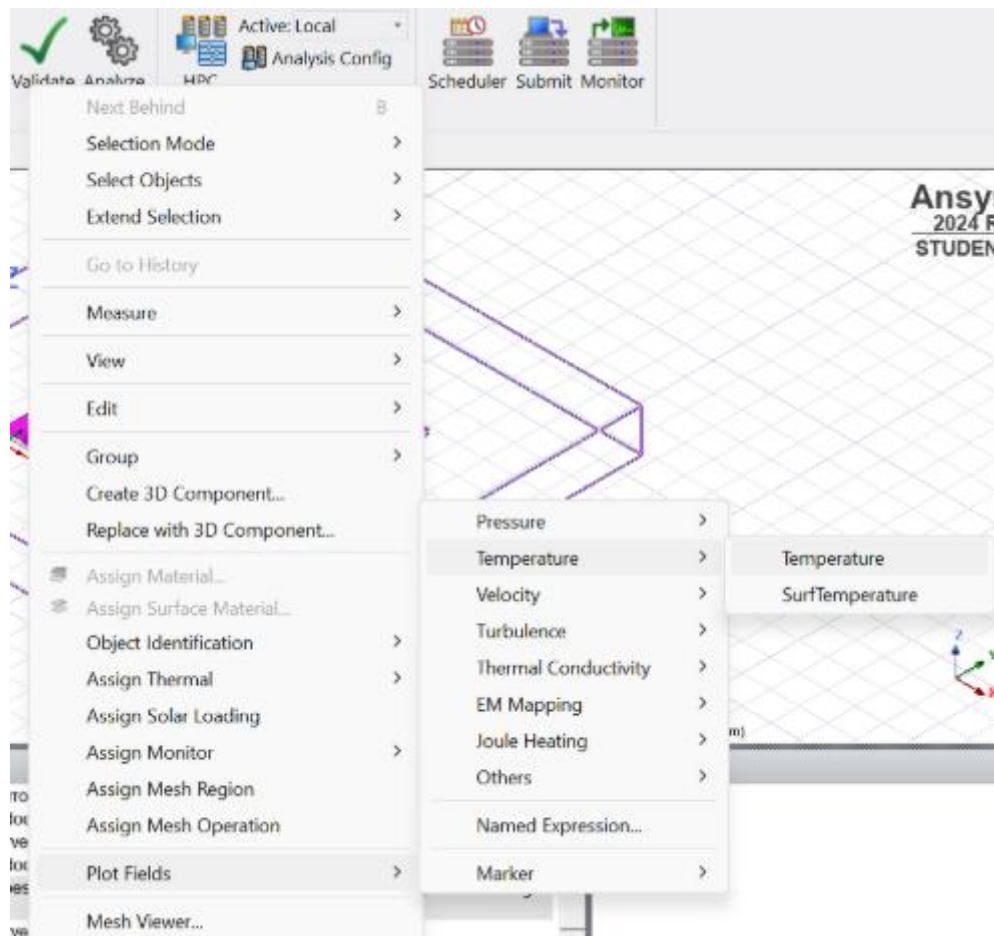 Active: Local
Analysis Config
Validate Analyze HPC
Scheduler Submit Monitor
Next Behind B
Selection Mode
Select Objects
Extend Selection
Go to History
Measure
View
Edit
Group
Create 3D Component...
Replace with 3D Component...
Assign Material...
Assign Surface Material...
Object Identification
Assign Thermal
Assign Solar Loading
Assign Monitor
Assign Mesh Region
Assign Mesh Operation
Plot Fields
Mesh Viewer...
Pressure
Temperature
Velocity
Turbulence
Thermal Conductivity
EM Mapping
Joule Heating
Others
Named Expression...
Marker
Temperature
SurfTemperature
Ansy
2024 R
STUDEN
Z
m)